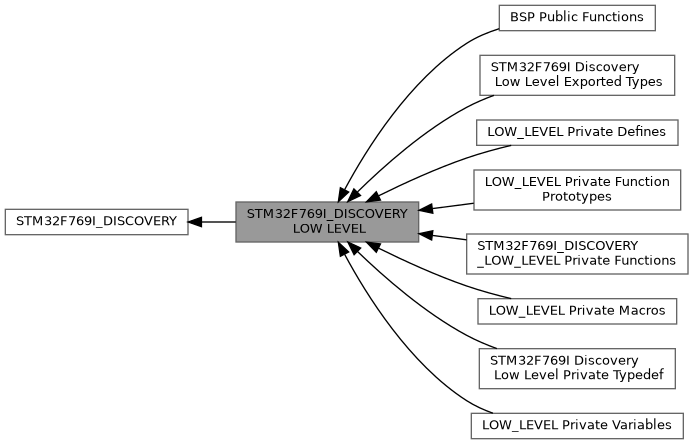 BSP Public Functions
STM32F769I Discovery
Low Level Exported Types
LOW_LEVEL Private Defines
LOW_LEVEL Private Function
Prototypes
STM32F769I_DISCOVERY
STM32F769I_DISCOVERY
LOW LEVEL
STM32F769I_DISCOVERY
_LOW_LEVEL Private Functions
LOW_LEVEL Private Macros
STM32F769I Discovery
Low Level Private Typedef
LOW_LEVEL Private Variables